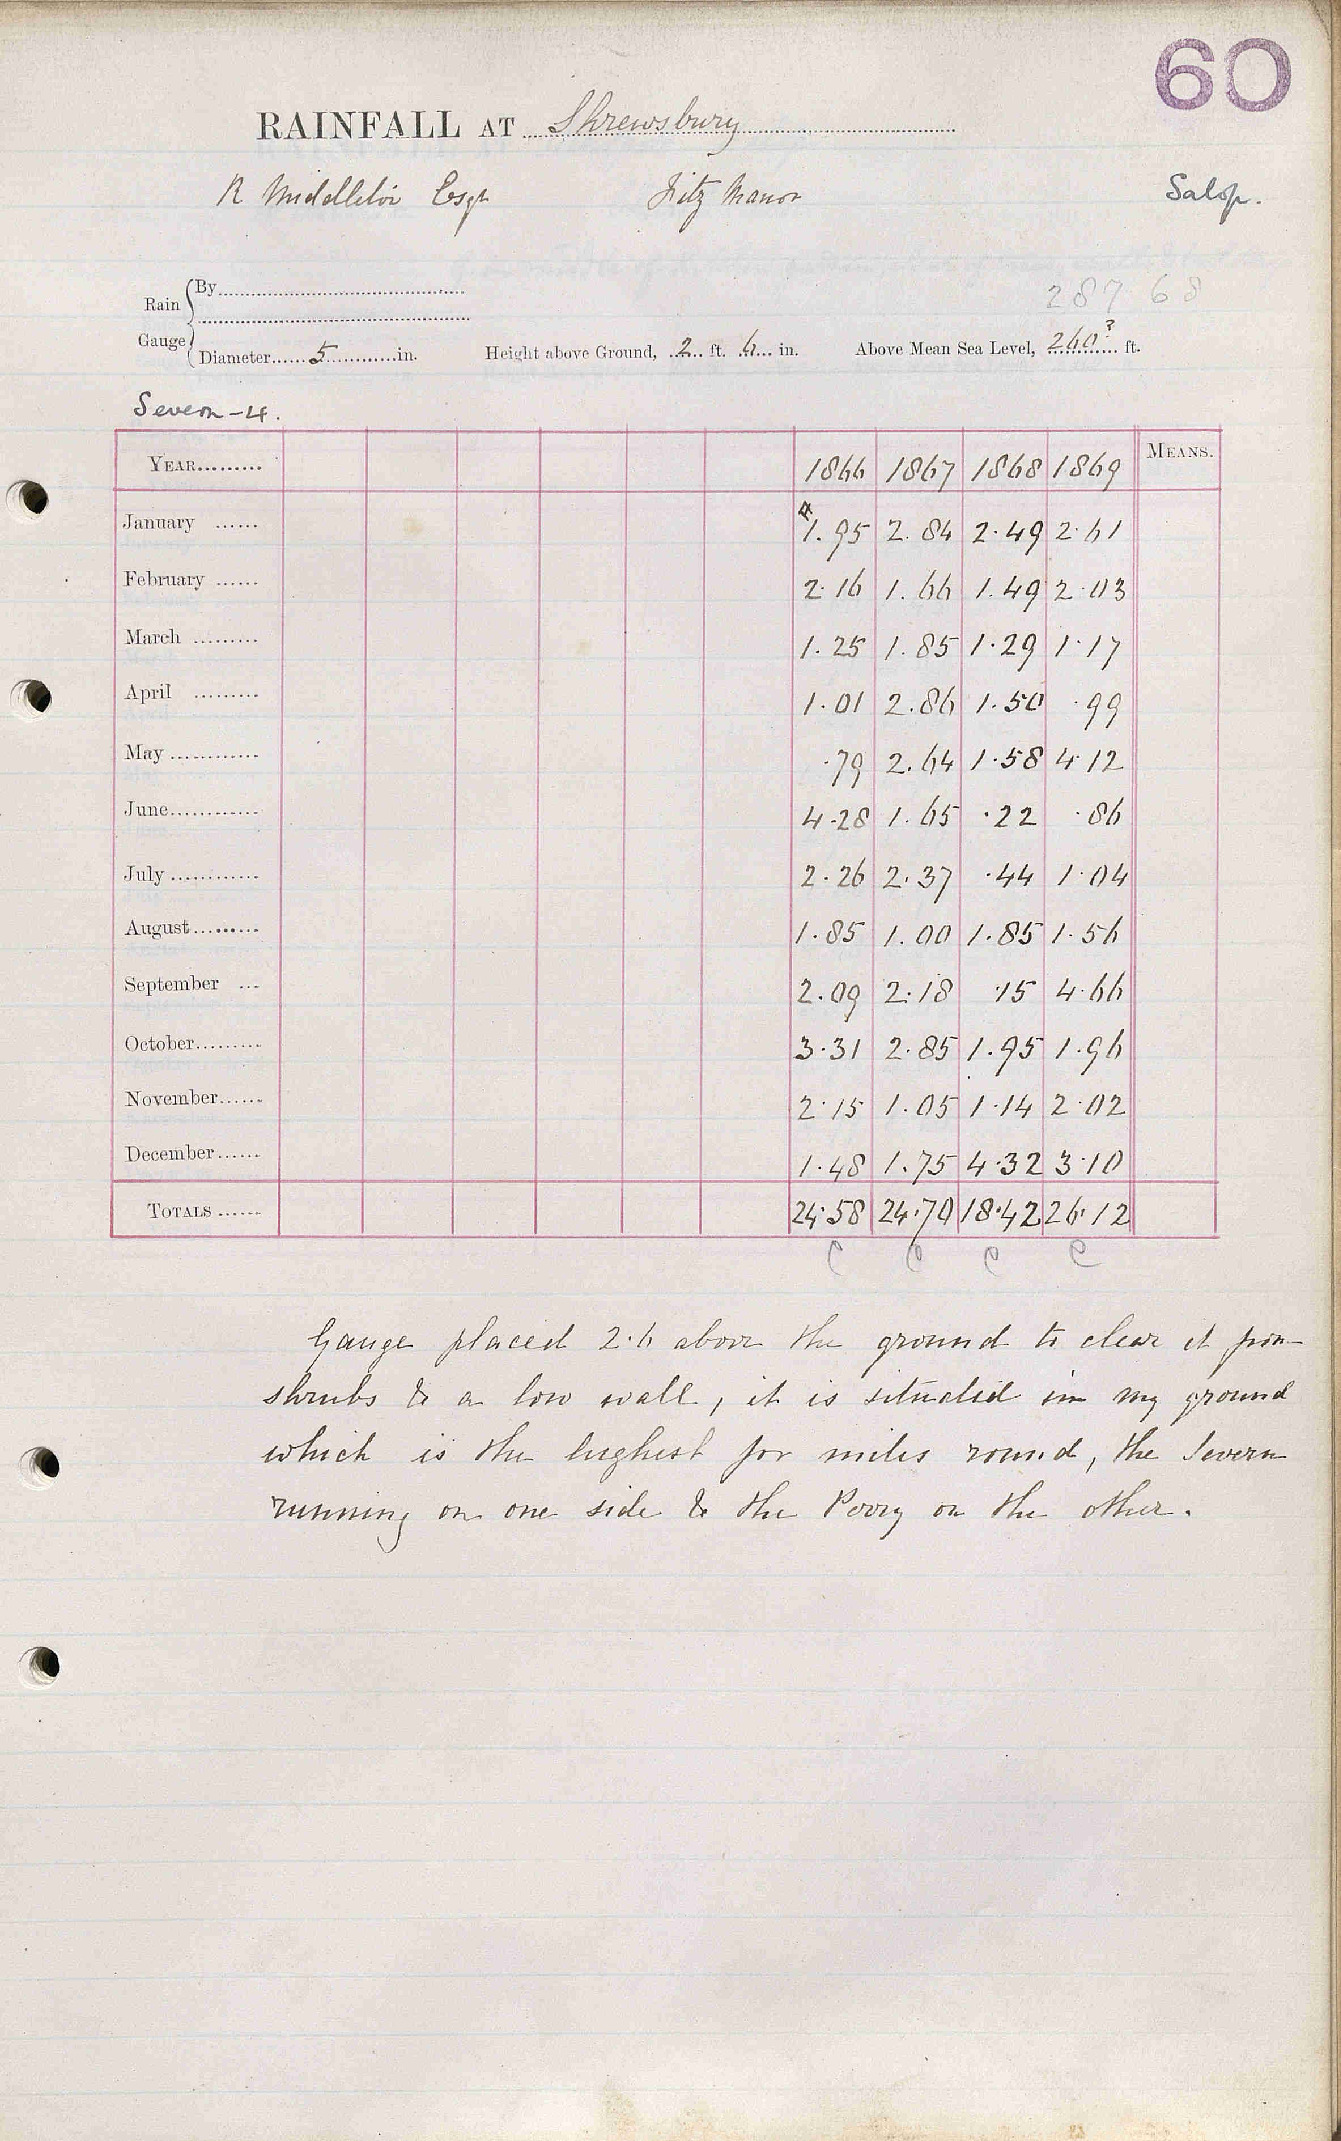 60
RAINFALL AT Shrewsbury
R Middleton Esqr Fitz Manor Salop.
287 68
Rain Gauge By
Diameter 5 in. Height above Ground, 2 ft. 6 in. Above Mean Sea Level, 260? ft.
Severn-4.
YEAR 1866 1867 1868 1869 MEANS.
January 1.95 2.84 2.49 2.61
February 2.16 1.66 1.49 2.03
March 1.25 1.85 1.29 1.17
April 1.01 2.86 1.50 .99
May .79 2.64 1.58 4.12
June 4.28 1.65 .22 .86
July 2.26 2.37 .44 1.04
August 1.85 1.00 1.85 1.56
September 2.09 2.18 .15 4.66
October 3.31 2.85 1.95 1.96
November 2.15 1.05 1.14 2.02
December 1.48 1.75 4.32 3.10
TOTALS 24.58 24.70 18.42 26.12
C C C C
Gauge placed 2.6 above the ground to clear it from
shrubs & a low wall, it is situated in my ground
which is the highest for miles round, the Severn
running on one side & the Perry on the other.